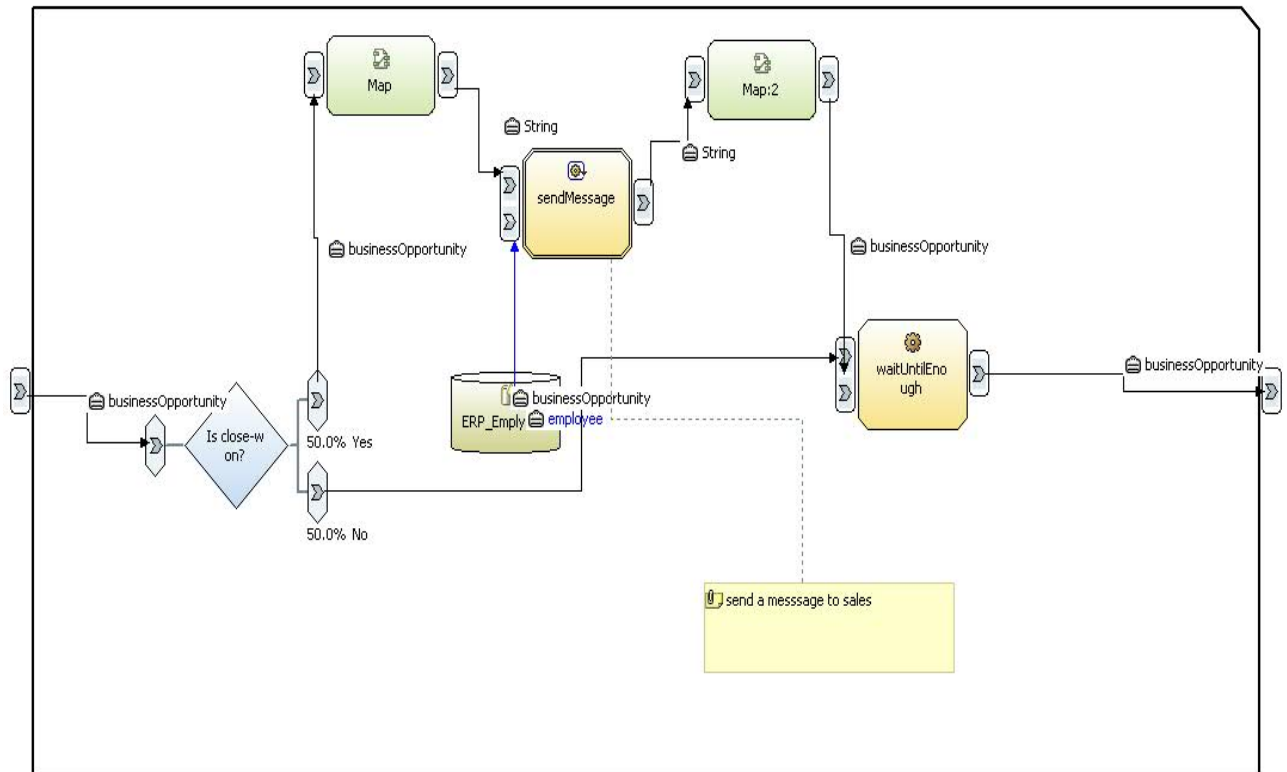 Map
Map:2
String
String
sendMessage
businessOpportunity
businessOpportunity
waitUntilEno
ugh
businessOpportunity
businessOpportunity
businessOpportunity
ERP_Emply
employee
Is close-w
on?
50.0% Yes
50.0% No
send a messsage to sales